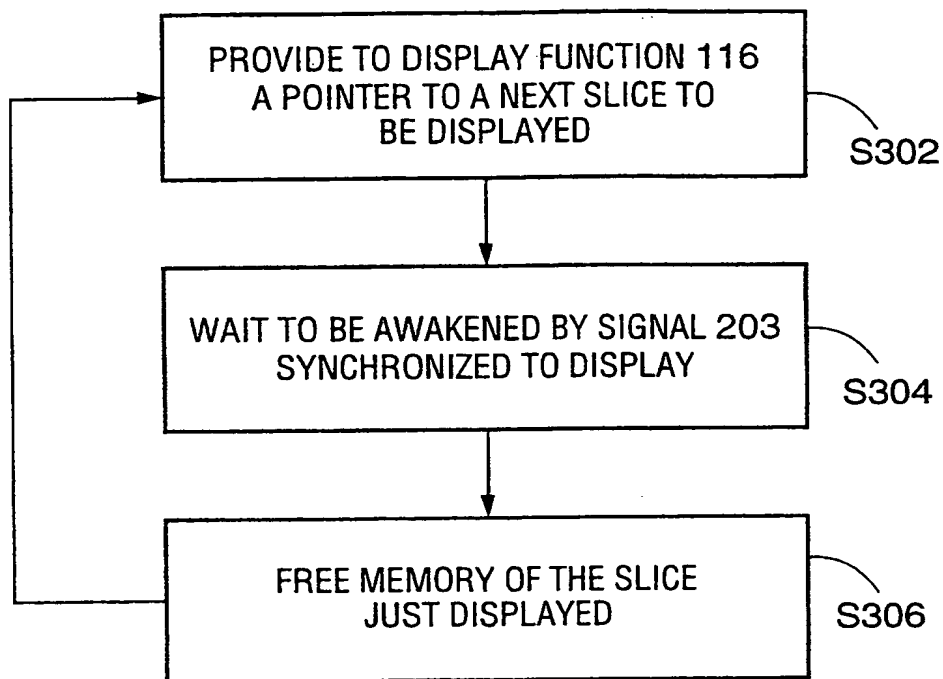 PROVIDE TO DISPLAY FUNCTION 116
A POINTER TO A NEXT SLICE TO
BE DISPLAYED
S302
WAIT TO BE AWAKENED BY SIGNAL 203
SYNCHRONIZED TO DISPLAY
S304
FREE MEMORY OF THE SLICE
JUST DISPLAYED
S306